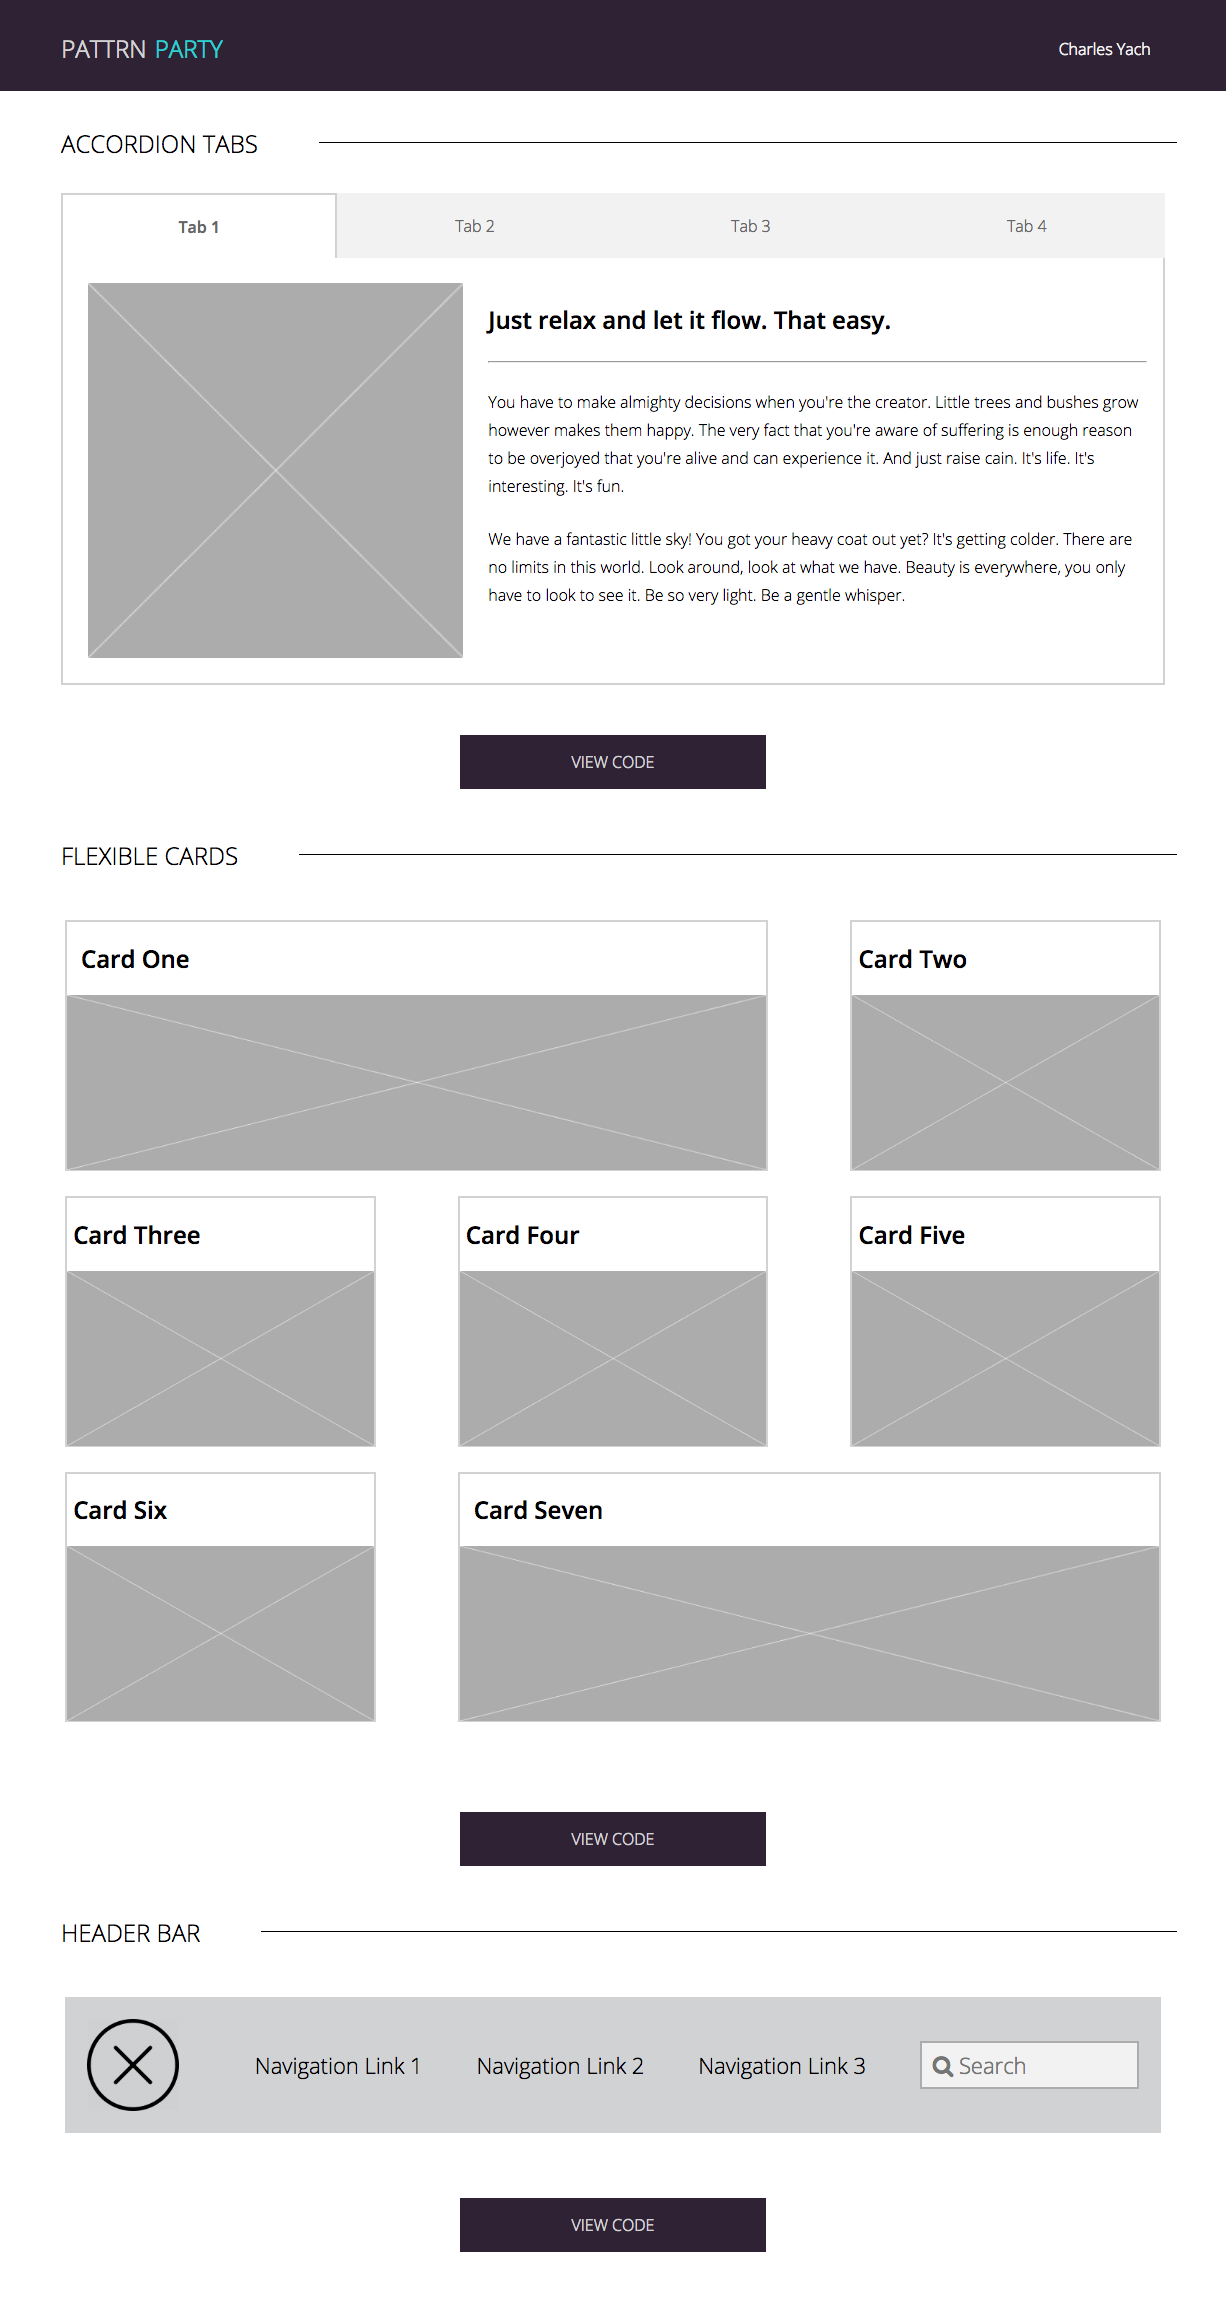 PATTRN PARTY
Charles Yach
ACCORDION TABS
Tab 1
Tab 2
Tab 3
Tab 4
Just relax and let it flow. That easy.
You have to make almighty decisions when you're the creator. Little trees and bushes grow
however makes them happy. The very fact that you're aware of suffering is enough reason
to be overjoyed that you're alive and can experience it. And just raise cain. It's life. It's
interesting. It's fun.
We have a fantastic little sky! You got your heavy coat out yet? It's getting colder. There are
no limits in this world. Look around, look at what we have. Beauty is everywhere, you only
have to look to see it. Be so very light. Be a gentle whisper.
VIEW CODE
FLEXIBLE CARDS
Card One
Card Two
Card Three
Card Four
Card Five
Card Six
Card Seven
VIEW CODE
HEADER BAR
Navigation Link 1
Navigation Link 2
Navigation Link 3
Search
VIEW CODE